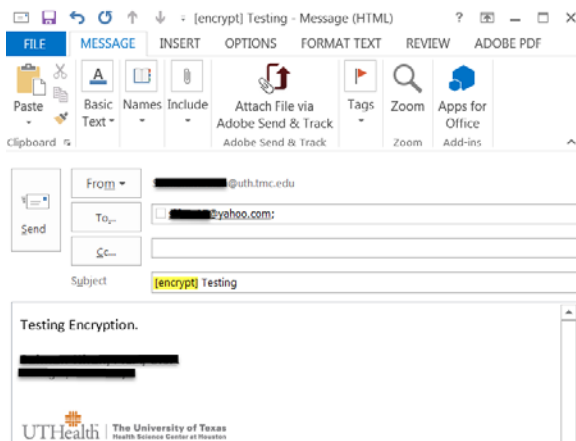 [encrypt] Testing - Message (HTML)
FILE MESSAGE INSERT OPTIONS FORMAT TEXT REVIEW ADOBE PDF
Paste
Basic Text
Names
Include
Attach File via Adobe Send & Track
Tags
Zoom
Apps for Office
Clipboard Adobe Send & Track Zoom Add-ins
From @uth.tmc.edu
To... @yahoo.com;
Cc...
Send
Subject [encrypt] Testing
Testing Encryption.
UTHealth The University of Texas
Health Science Center at Houston